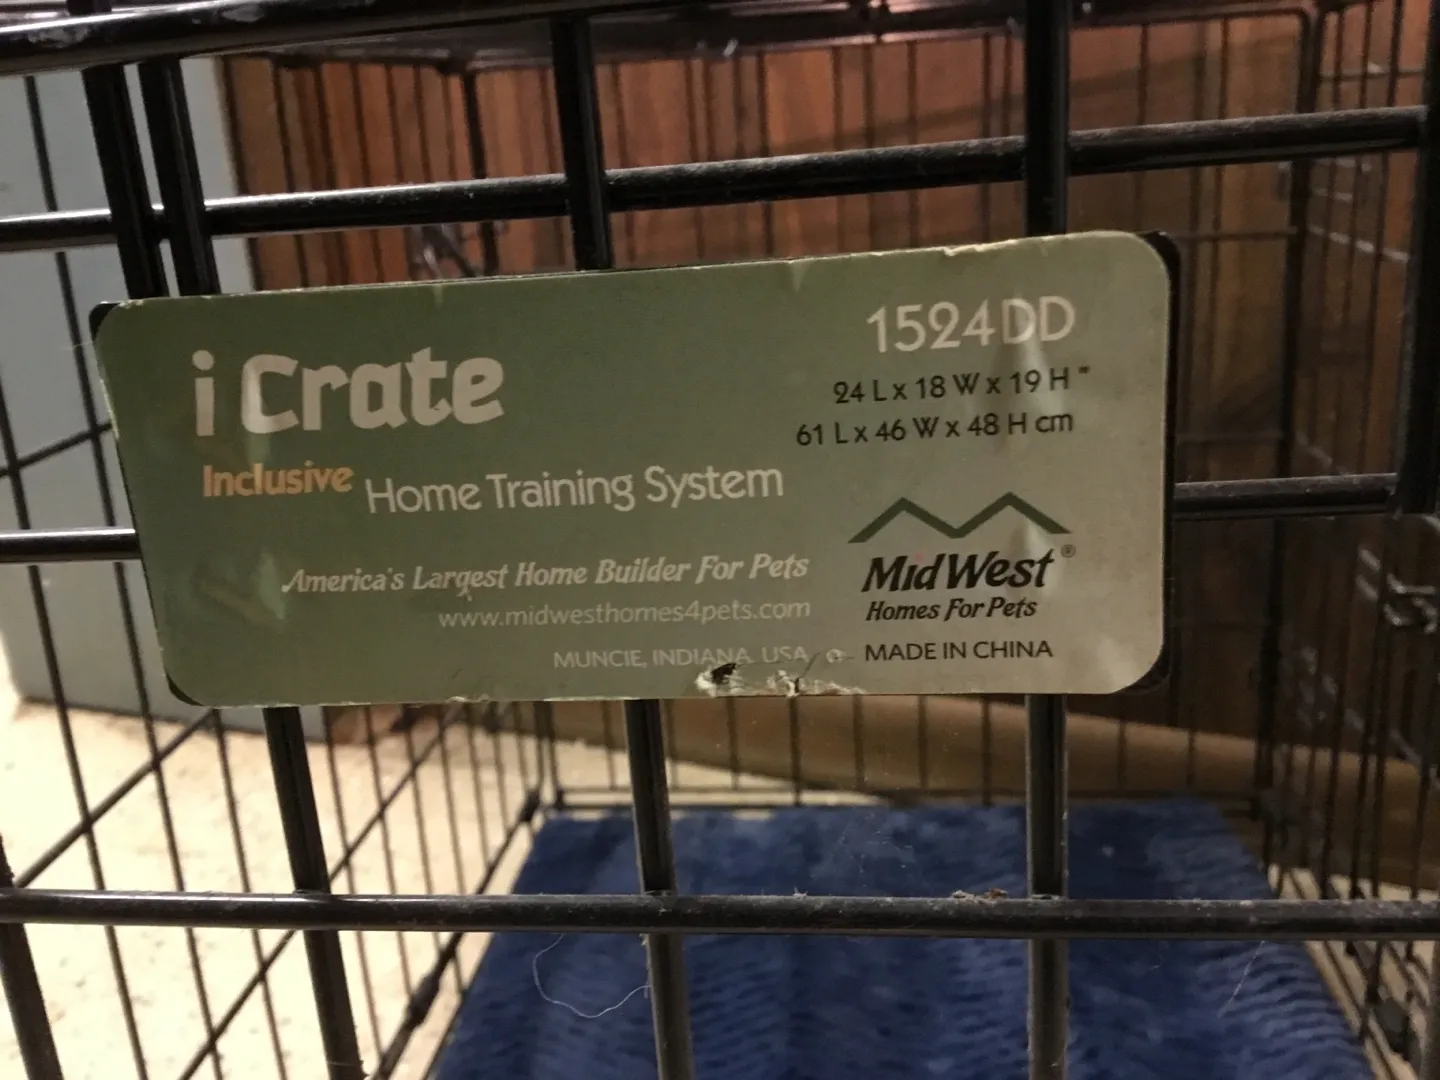 i Crate
1524DD
24 L x 18 W x 19 H "
61 L x 46 W x 48 H cm
Inclusive Home Training System
America's Largest Home Builder For Pets
www.midwesthomes4pets.com
MidWest®
Homes For Pets
MUNCIE, INDIANA USA
MADE IN CHINA